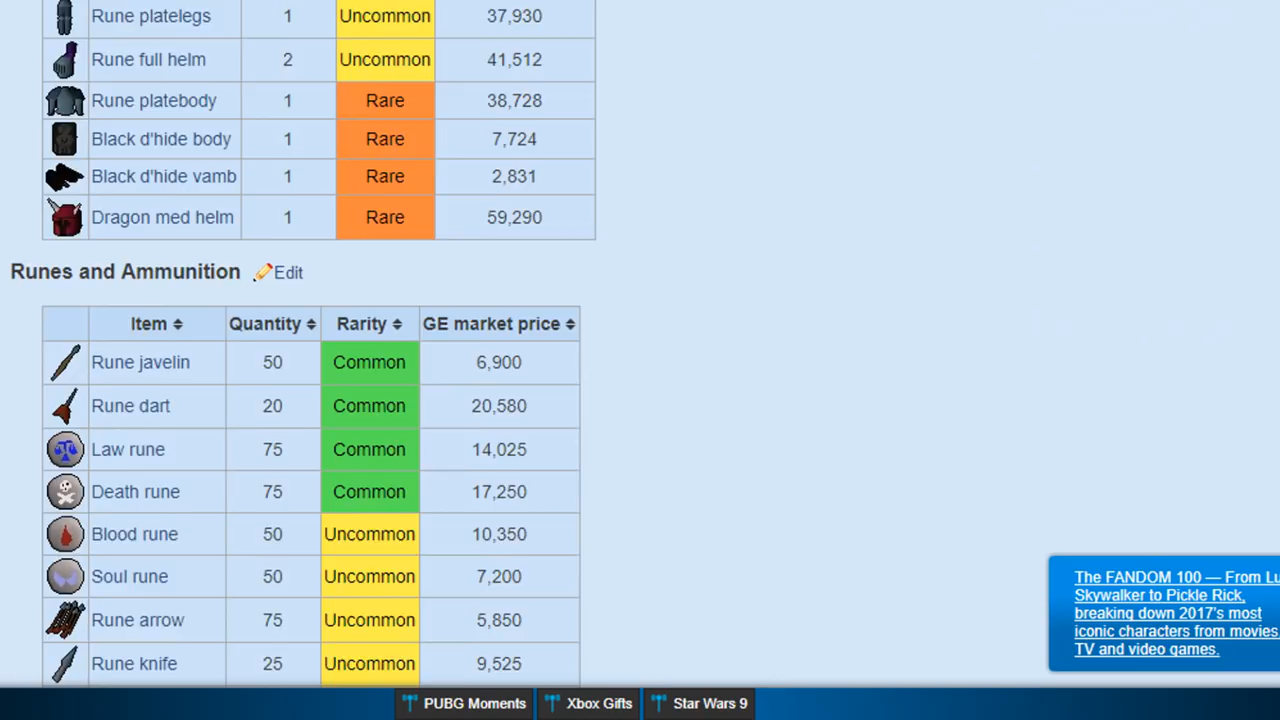 Rune platelegs 1 Uncommon 37,930
Rune full helm 2 Uncommon 41,512
Rune platebody 1 Rare 38,728
Black d'hide body 1 Rare 7,724
Black d'hide vamb 1 Rare 2,831
Dragon med helm 1 Rare 59,290
Runes and Ammunition Edit
Item Quantity Rarity GE market price
Rune javelin 50 Common 6,900
Rune dart 20 Common 20,580
Law rune 75 Common 14,025
Death rune 75 Common 17,250
Blood rune 50 Uncommon 10,350
Soul rune 50 Uncommon 7,200
Rune arrow 75 Uncommon 5,850
Rune knife 25 Uncommon 9,525
The FANDOM 100 — From Lu
Skywalker to Pickle Rick,
breaking down 2017's most
iconic characters from movies,
TV and video games.
PUBG Moments Xbox Gifts Star Wars 9